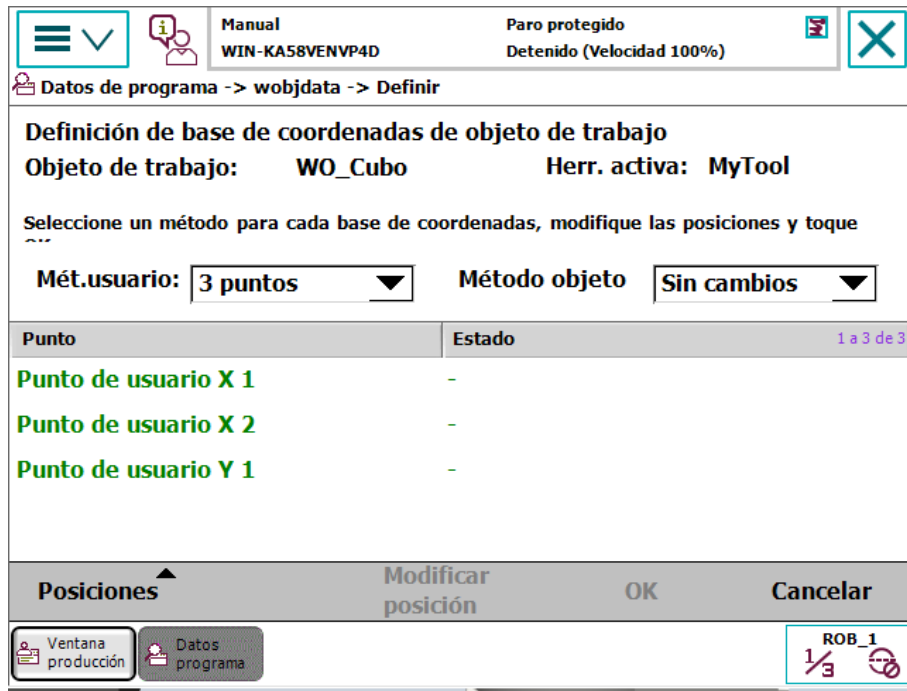 Manual
WIN-KA58VENVP4D
Paro protegido
Detenido (Velocidad 100%)
Datos de programa -> wobjdata -> Definir
Definición de base de coordenadas de objeto de trabajo
Objeto de trabajo: WO_Cubo Herr. activa: MyTool
Seleccione un método para cada base de coordenadas, modifique las posiciones y toque
Mét.usuario: 3 puntos Método objeto Sin cambios
Punto Estado 1 a 3 de 3
Punto de usuario X 1 -
Punto de usuario X 2 -
Punto de usuario Y 1 -
Posiciones Modificar posición OK Cancelar
Ventana producción
Datos programa
ROB_1
1/3